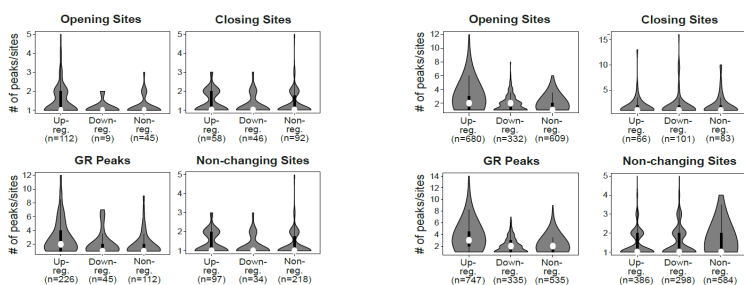 Opening Sites
# of peaks/sites
5
4
3
2
1
Up-
reg.
(n=112)
Down-
reg.
(n=9)
Non-
reg.
(n=45)
Closing Sites
5
4
3
2
1
Up-
reg.
(n=58)
Down-
reg.
(n=46)
Non-
reg.
(n=92)
GR Peaks
# of peaks/sites
12
10
8
6
4
2
Up-
reg.
(n=226)
Down-
reg.
(n=45)
Non-
reg.
(n=112)
Non-changing Sites
5
4
3
2
1
Up-
reg.
(n=97)
Down-
reg.
(n=34)
Non-
reg.
(n=218)
Opening Sites
# of peaks/sites
12
10
8
6
4
2
Up-
reg.
(n=680)
Down-
reg.
(n=332)
Non-
reg.
(n=609)
Closing Sites
15
10
5
Up-
reg.
(n=66)
Down-
reg.
(n=101)
Non-
reg.
(n=83)
GR Peaks
# of peaks/sites
14
12
10
8
6
4
2
Up-
reg.
(n=747)
Down-
reg.
(n=335)
Non-
reg.
(n=535)
Non-changing Sites
5
4
3
2
1
Up-
reg.
(n=386)
Down-
reg.
(n=298)
Non-
reg.
(n=584)